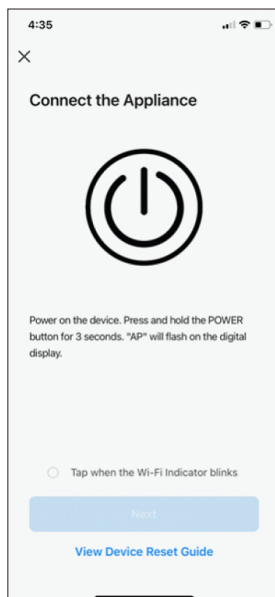 4:35
Connect the Appliance
Power on the device. Press and hold the POWER
button for 3 seconds. "AP" will flash on the digital
display.
Tap when the Wi-Fi Indicator blinks
Next
View Device Reset Guide